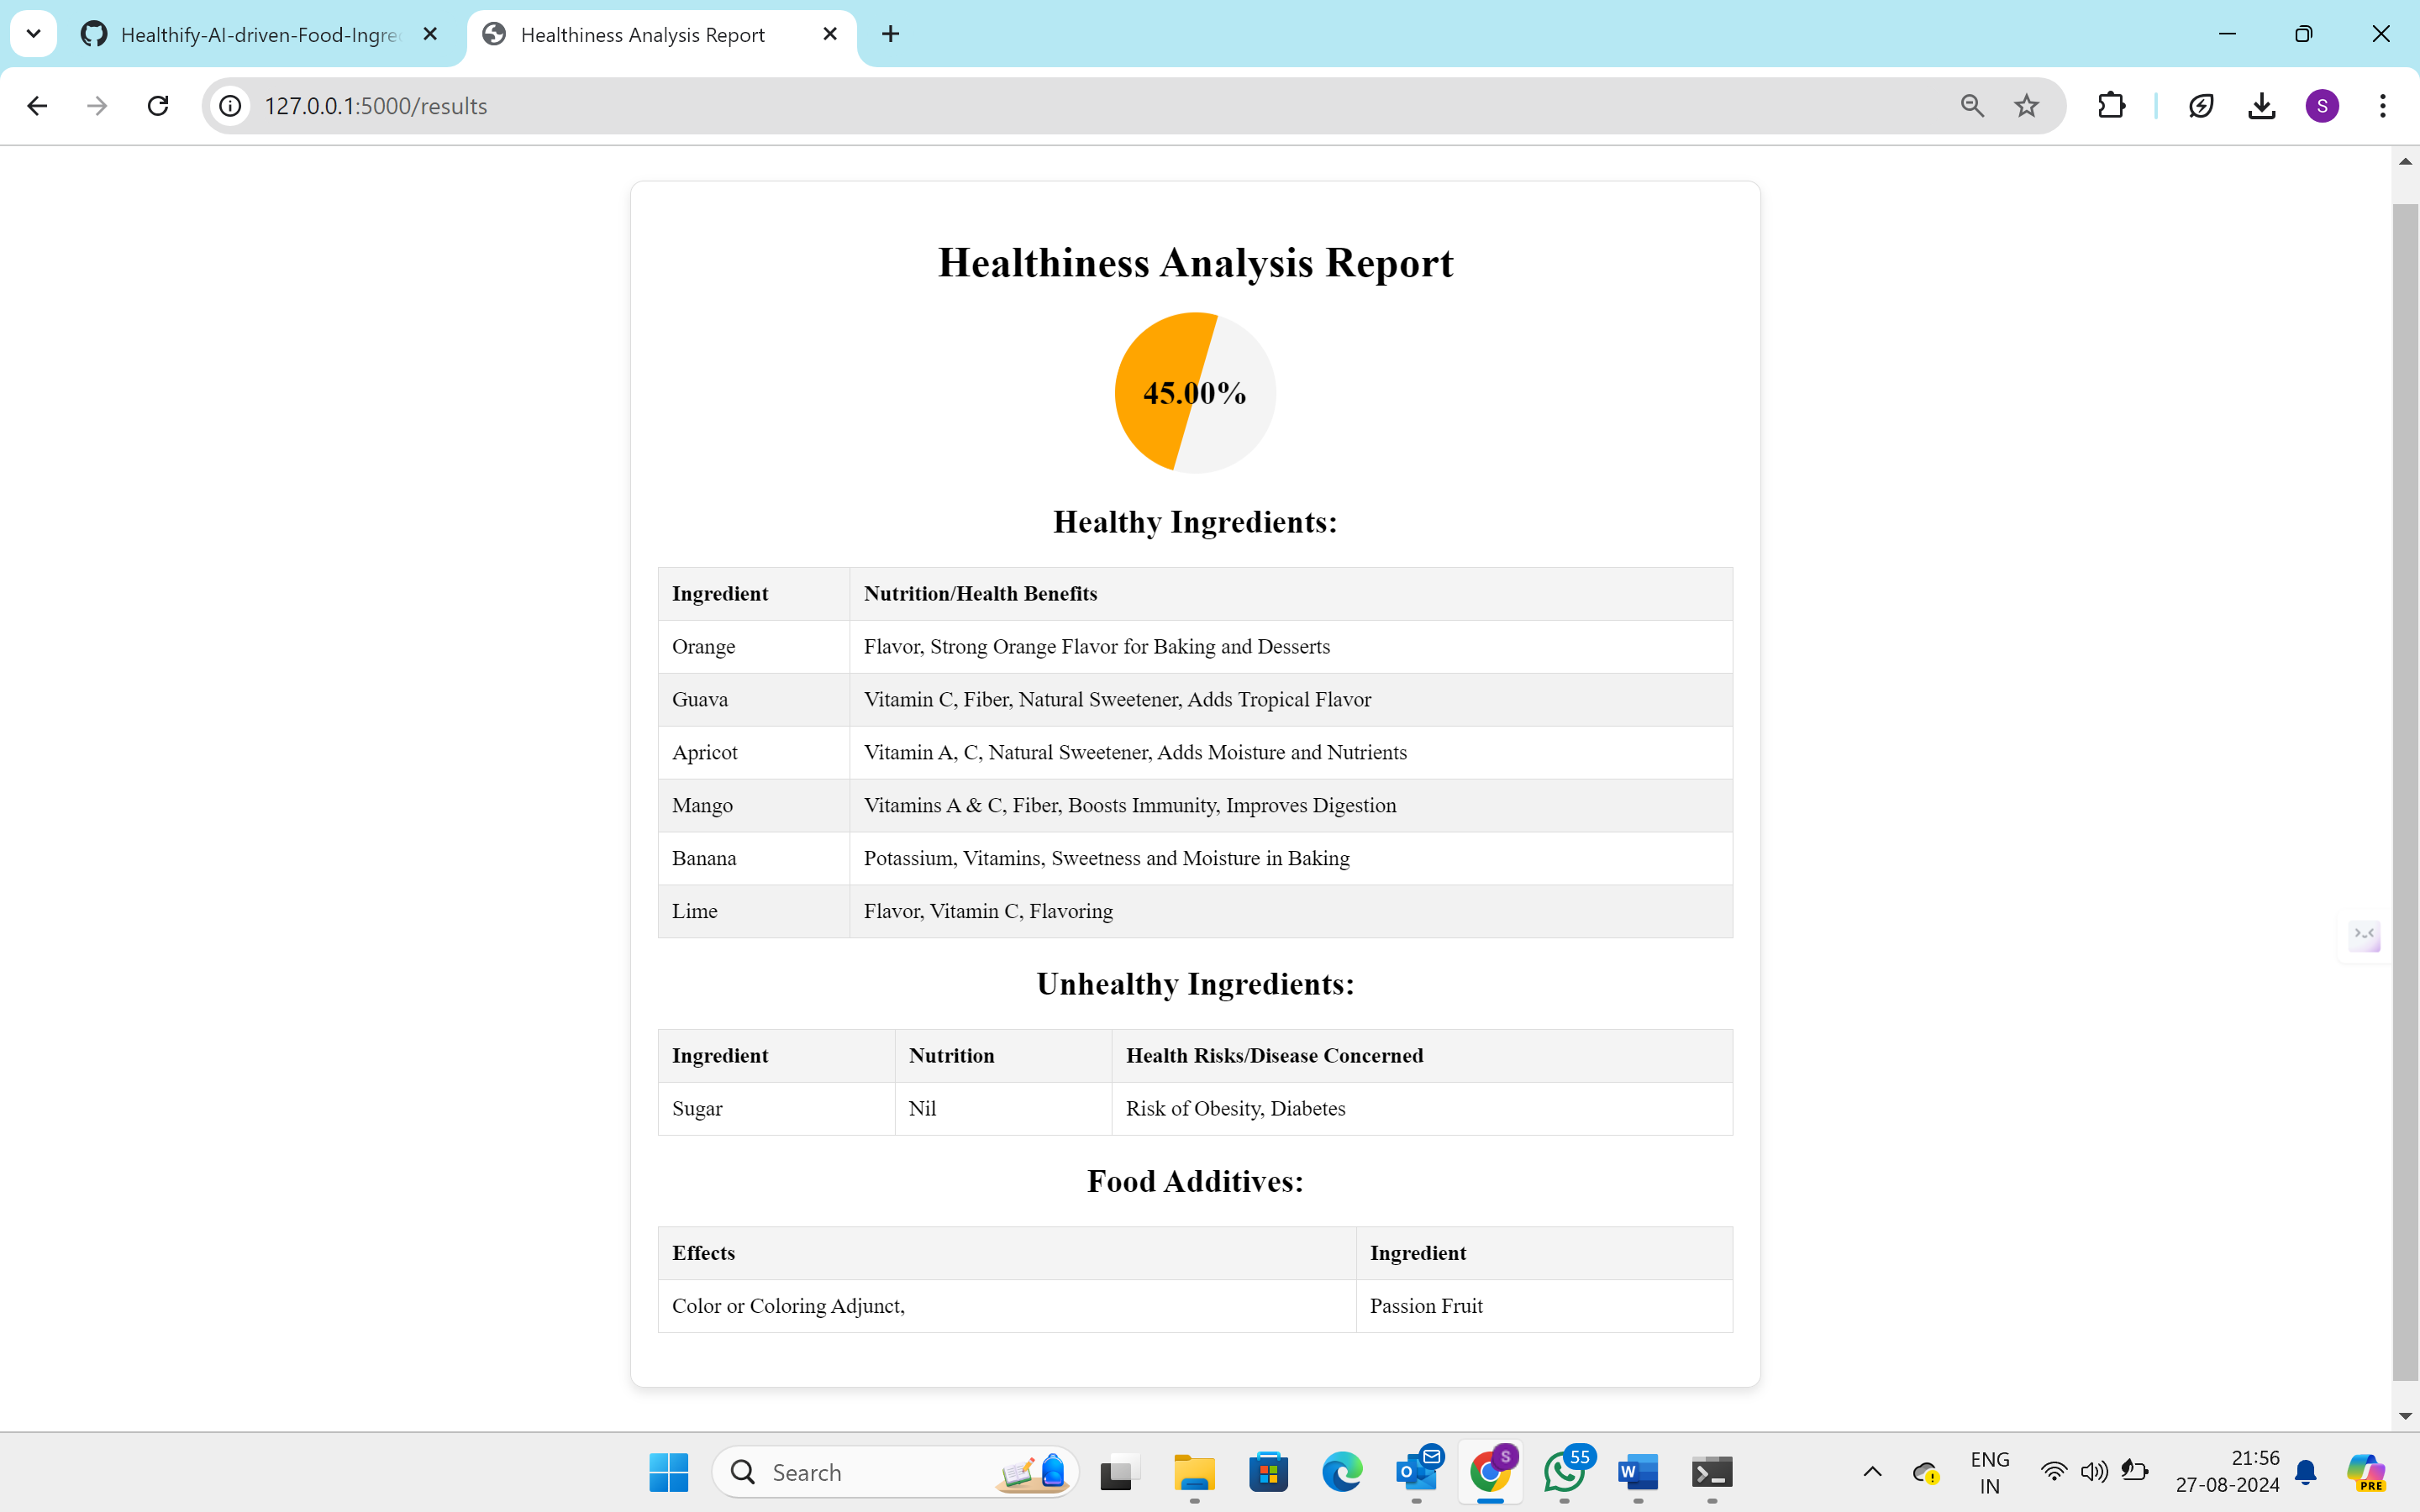 Healthify-AI-driven-Food-Ingre
Healthiness Analysis Report
127.0.0.1:5000/results
S
Healthiness Analysis Report
45.00%
Healthy Ingredients:
Ingredient Nutrition/Health Benefits
Orange Flavor, Strong Orange Flavor for Baking and Desserts
Guava Vitamin C, Fiber, Natural Sweetener, Adds Tropical Flavor
Apricot Vitamin A, C, Natural Sweetener, Adds Moisture and Nutrients
Mango Vitamins A & C, Fiber, Boosts Immunity, Improves Digestion
Banana Potassium, Vitamins, Sweetness and Moisture in Baking
Lime Flavor, Vitamin C, Flavoring
Unhealthy Ingredients:
Ingredient Nutrition Health Risks/Disease Concerned
Sugar Nil Risk of Obesity, Diabetes
Food Additives:
Effects Ingredient
Color or Coloring Adjunct, Passion Fruit
Search
S
55
ENG
IN
21:56
27-08-2024
PRE